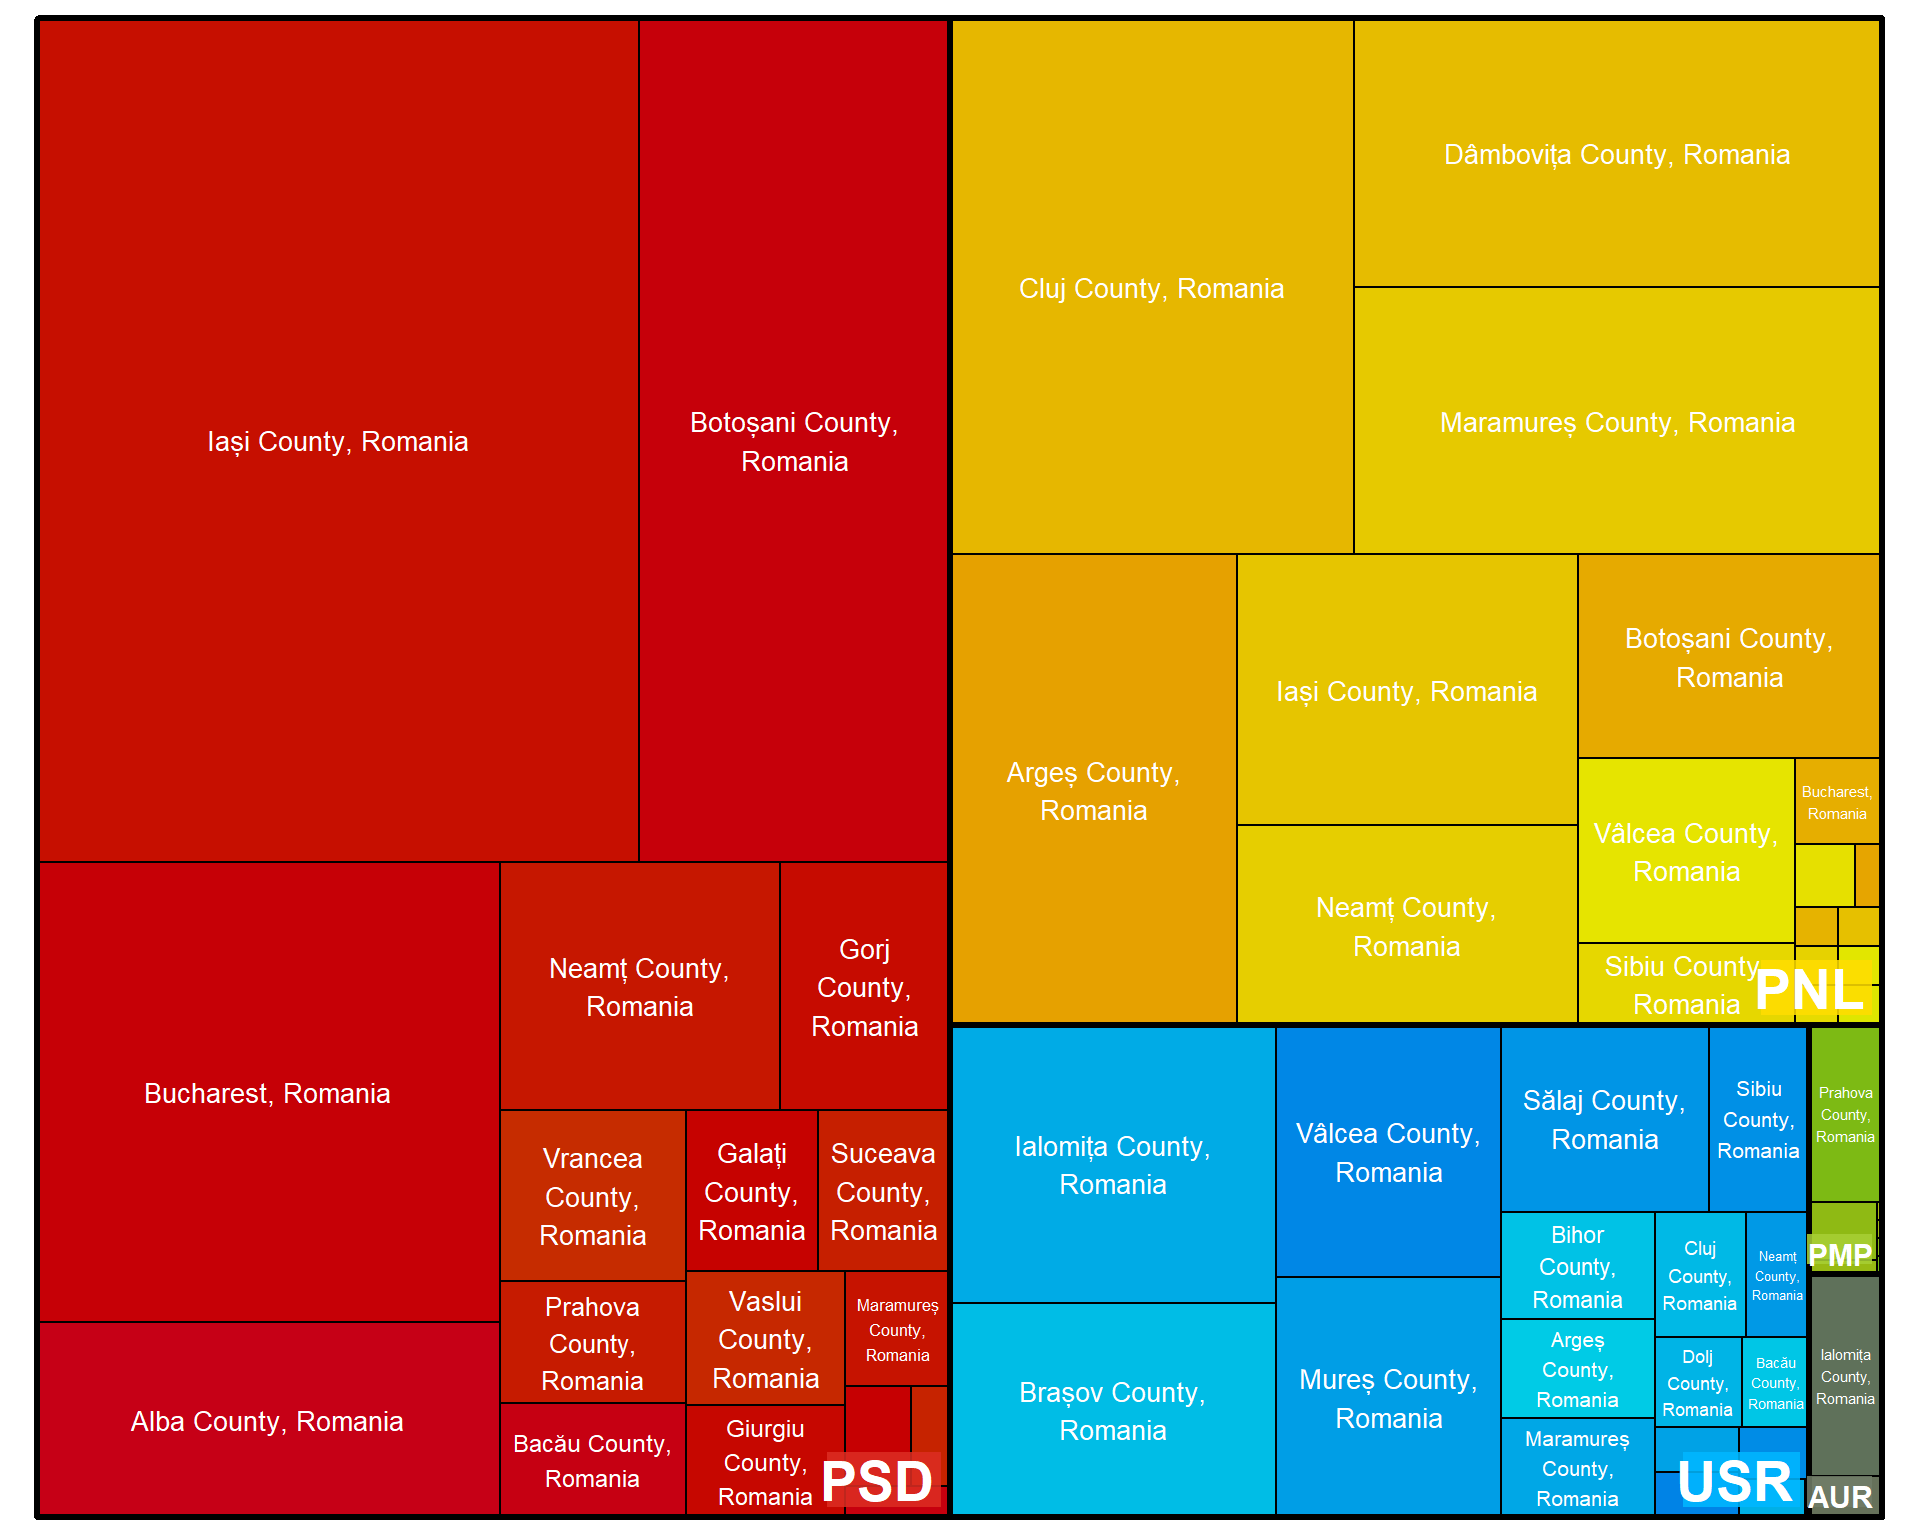 Iași County, Romania
Botoșani County,
Romania
Bucharest, Romania
Alba County, Romania
Neamț County,
Romania
Gorj
County,
Romania
Vrancea
County,
Romania
Galați
County,
Romania
Suceava
County,
Romania
Prahova
County,
Romania
Vaslui
County,
Romania
Maramureș
County,
Romania
Bacău County,
Romania
Giurgiu
County,
Romania
PSD
Cluj County, Romania
Dâmbovița County, Romania
Maramureș County, Romania
Argeș County,
Romania
Iași County, Romania
Neamț County,
Romania
Botoșani County,
Romania
Vâlcea County,
Romania
Bucharest,
Romania
Sibiu County,
Romania
PNL
Ialomița County,
Romania
Brașov County,
Romania
Vâlcea County,
Romania
Mureș County,
Romania
Sălaj County,
Romania
Sibiu
County,
Romania
Bihor
County,
Romania
Cluj
County,
Romania
Neamț
County,
Romania
Argeș
County,
Romania
Dolj
County,
Romania
Bacău
County,
Romania
Maramureș
County,
Romania
USR
Prahova
County,
Romania
PMP
Ialomița
County,
Romania
AUR